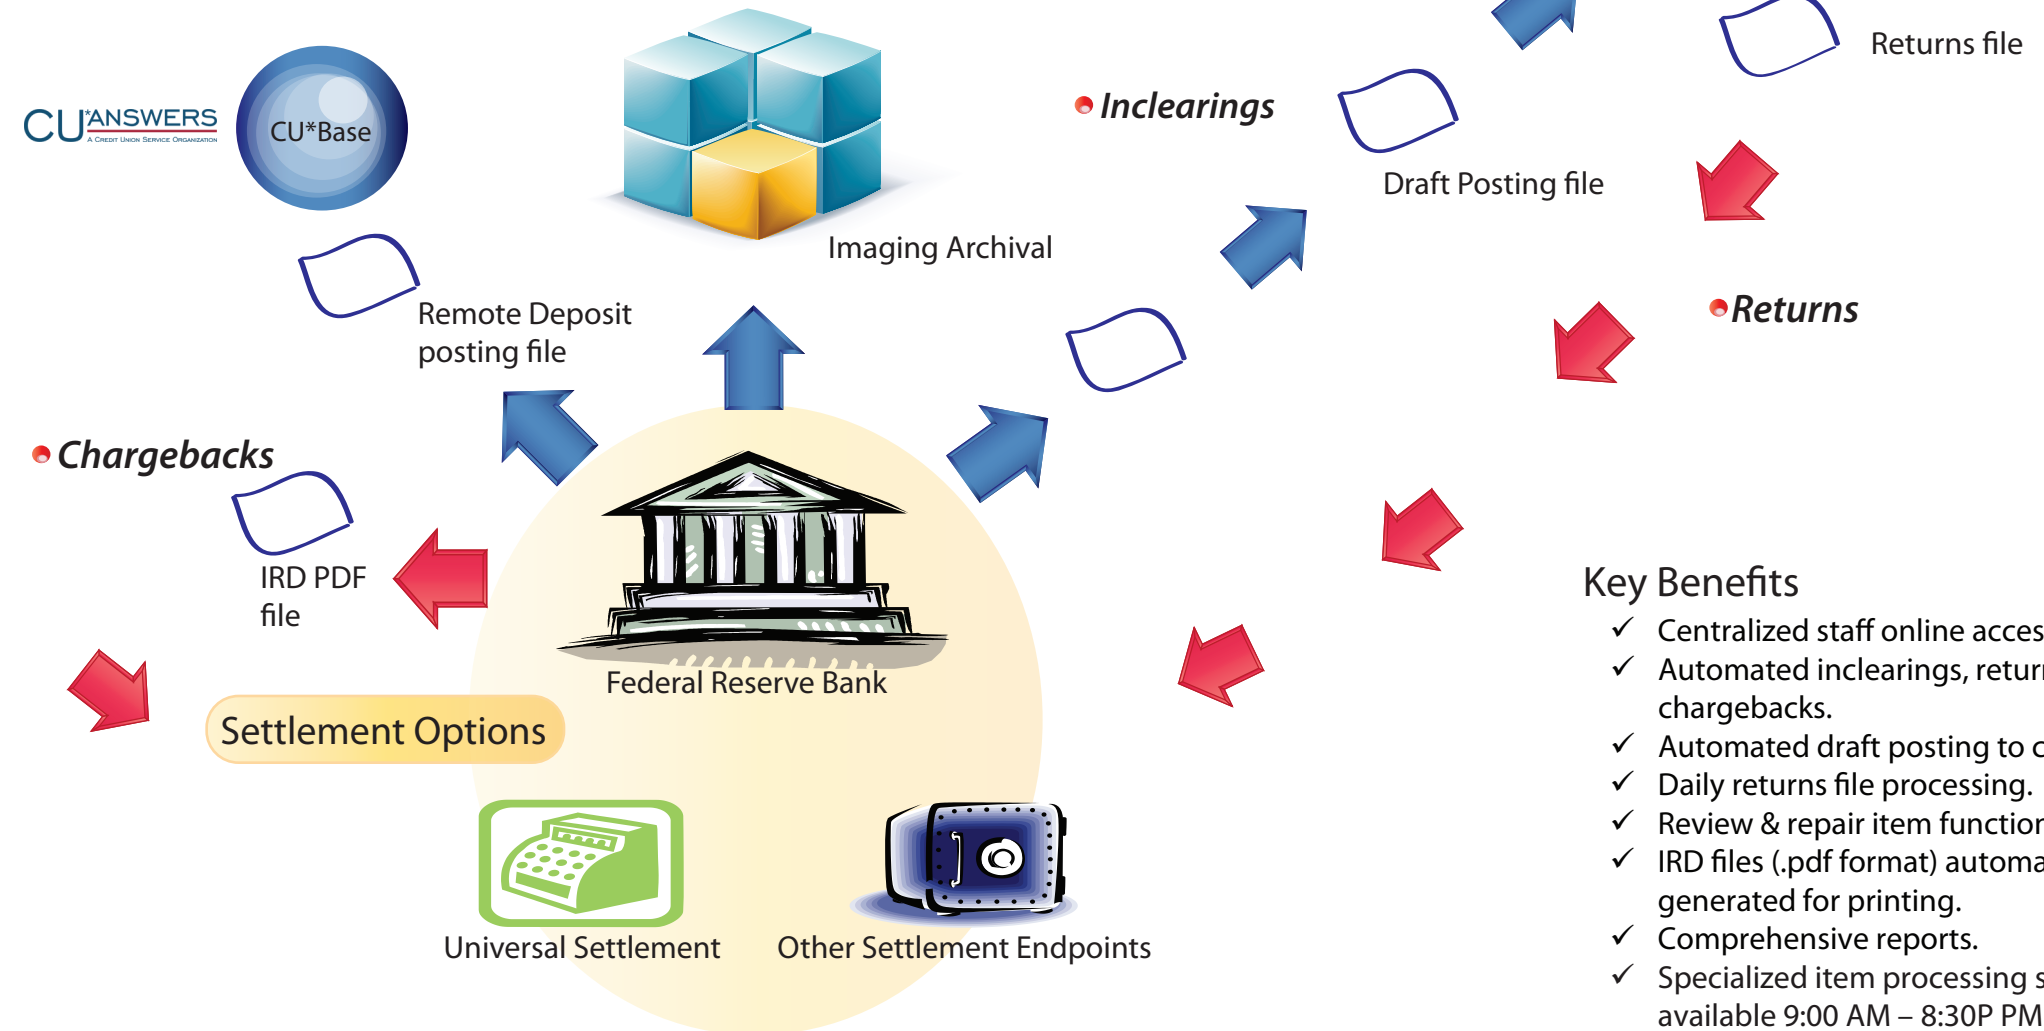 Returns file
CU*ANSWERS
A Credit Union Service Organization
CU*Base
• Inclearings
Draft Posting file
Imaging Archival
Remote Deposit
posting file
• Returns
• Chargebacks
IRD PDF
file
Federal Reserve Bank
Settlement Options
Universal Settlement
Other Settlement Endpoints
Key Benefits
✓ Centralized staff online acces
✓ Automated inclearings, return
chargebacks.
✓ Automated draft posting to c
✓ Daily returns file processing.
✓ Review & repair item function
✓ IRD files (.pdf format) automa
generated for printing.
✓ Comprehensive reports.
✓ Specialized item processing s
available 9:00 AM – 8:30P PM